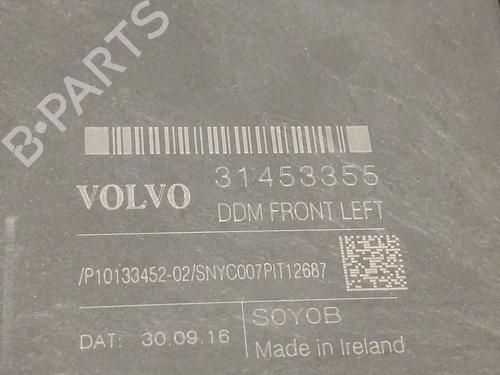 B-PARTS
31453355
VOLVO
DDM FRONT LEFT
/P10133452-02/SNYC007PIT12687
DAT: 30.09.16
SOYOB
Made in Ireland